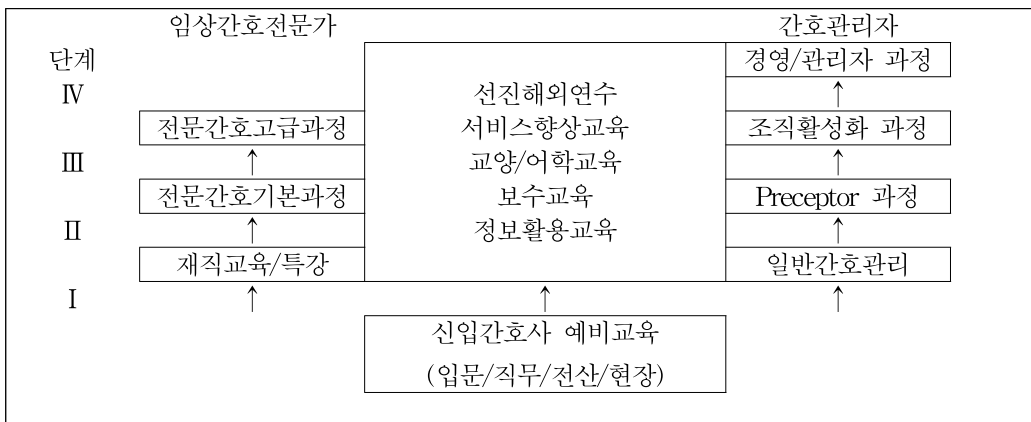 임상간호전문가 간호관리자
단계 경영/관리자 과정
Ⅳ 선진해외연수 ↑
전문간호고급과정 서비스향상교육 조직활성화 과정
Ⅲ ↑ 교양/어학교육 ↑
전문간호기본과정 보수교육 Preceptor 과정
Ⅱ ↑ 정보활용교육 ↑
재직교육/특강 일반간호관리
Ⅰ ↑ ↑ ↑
신입간호사 예비교육
(입문/직무/전산/현장)